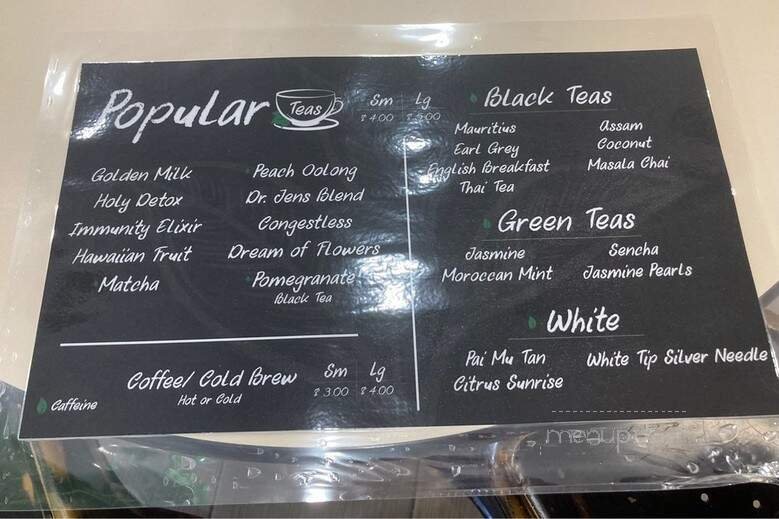 Popular Teas
Sm Lg
$4.00 $5.00
Golden Milk
Holy Detox
Immunity Elixir
Hawaiian Fruit
Matcha
Peach Oolong
Dr. Jens Blend
Congestless
Dream of Flowers
Pomegranate
Black Tea
Coffee/ Cold Brew
Hot or Cold
Sm Lg
$3.00 $4.00
Caffeine
Black Teas
Mauritius
Earl Grey
English Breakfast
Thai Tea
Assam
Coconut
Masala Chai
Green Teas
Jasmine
Moroccan Mint
Sencha
Jasmine Pearls
White
Pai Mu Tan
Citrus Sunrise
White Tip Silver Needle